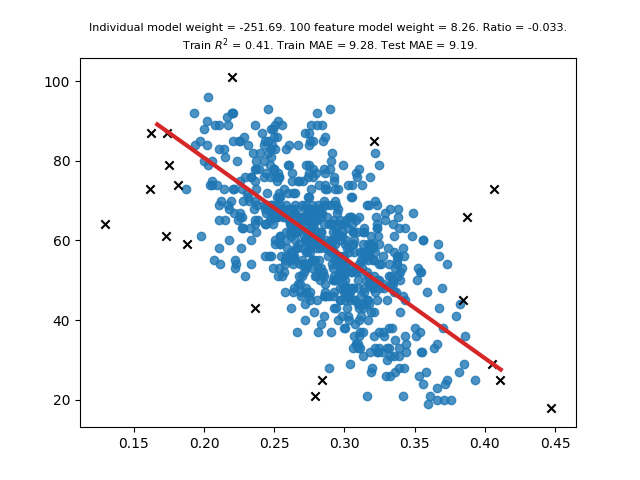 Individual model weight = -251.69. 100 feature model weight = 8.26. Ratio = -0.033.
Train R² = 0.41. Train MAE = 9.28. Test MAE = 9.19.
100
80
60
40
20
0.15 0.20 0.25 0.30 0.35 0.40 0.45